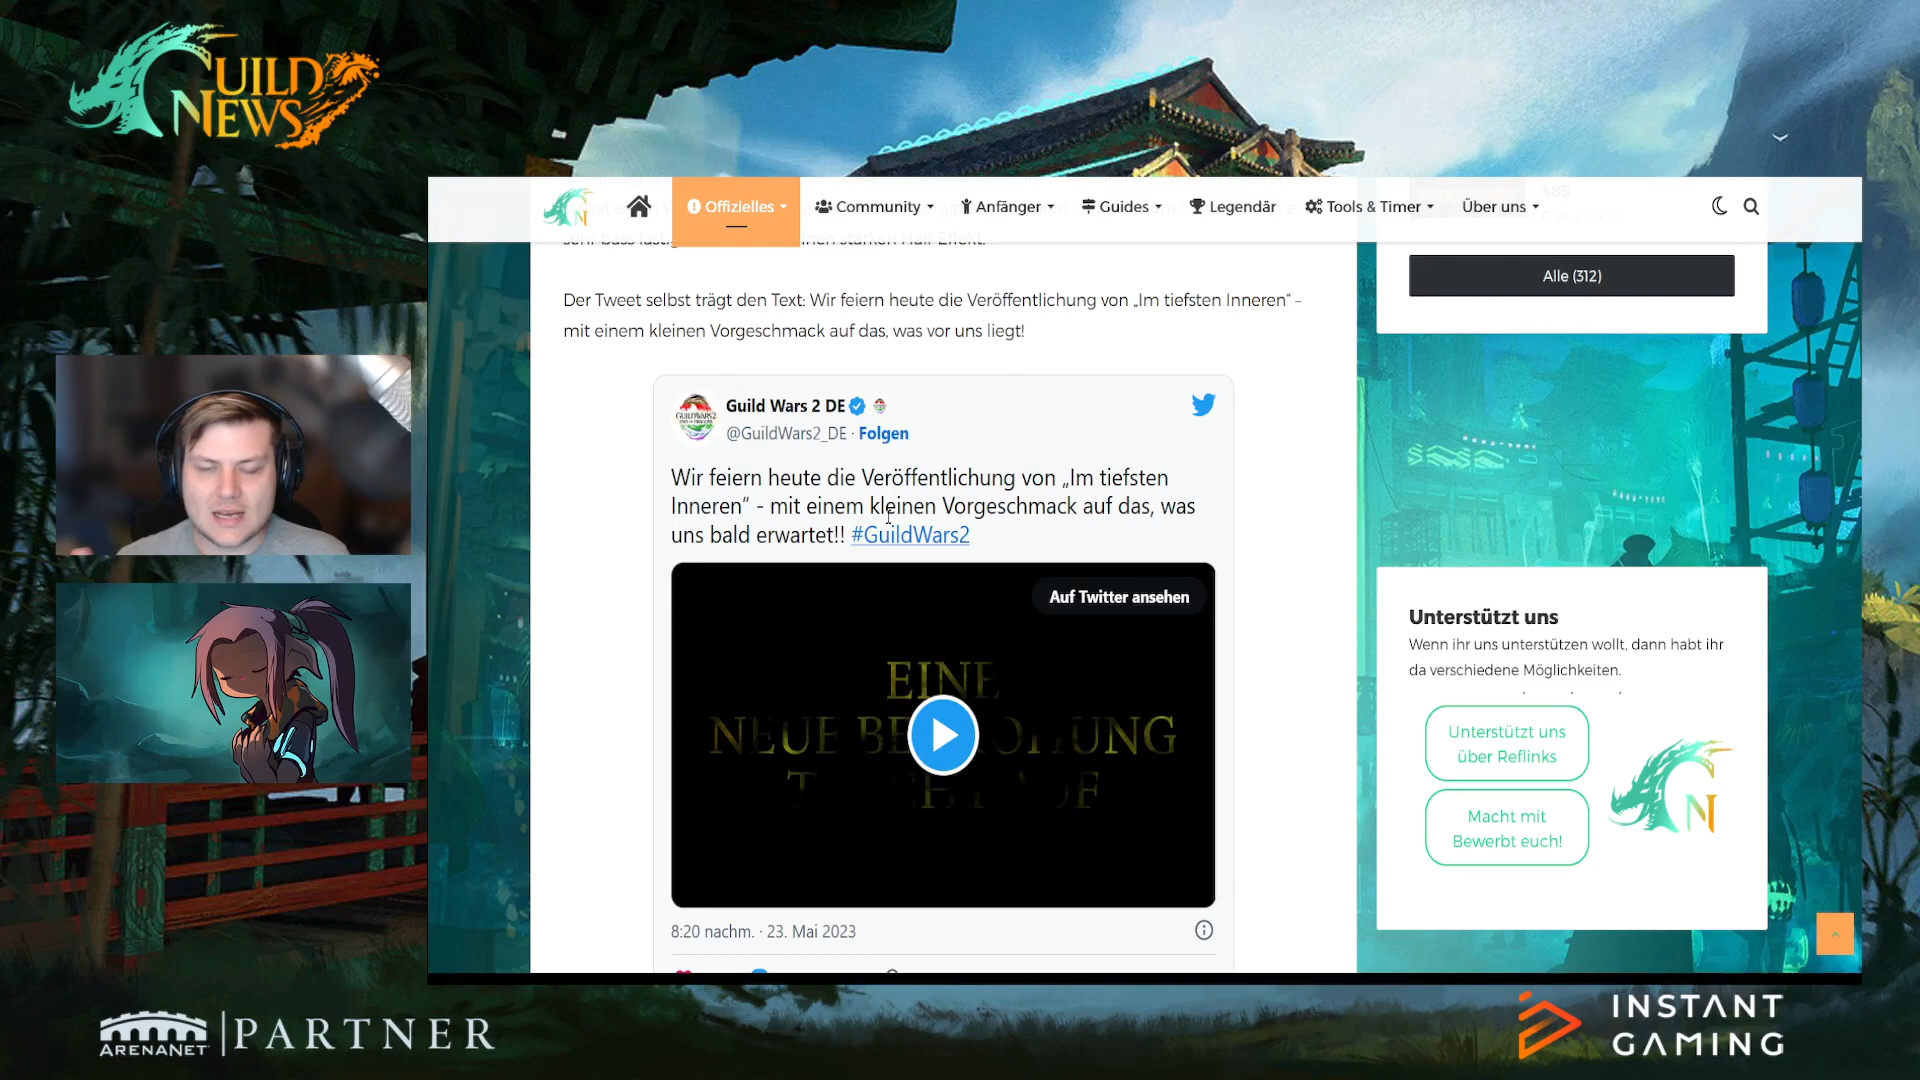 GUILD
NEWS
Offizielles
Community
Anfänger
Guides
Legendär
Tools & Timer
Über uns
Alle (312)
Der Tweet selbst trägt den Text: Wir feiern heute die Veröffentlichung von „Im tiefsten Inneren“ –
mit einem kleinen Vorgeschmack auf das, was vor uns liegt!
Guild Wars 2 DE
@GuildWars2_DE · Folgen
Wir feiern heute die Veröffentlichung von „Im tiefsten
Inneren“ - mit einem kleinen Vorgeschmack auf das, was
uns bald erwartet!! #GuildWars2
Auf Twitter ansehen
EINE
NEUE
8:20 nachm. · 23. Mai 2023
Unterstützt uns
Wenn ihr uns unterstützen wollt, dann habt ihr
da verschiedene Möglichkeiten.
Unterstützt uns
über Reflinks
Macht mit
Bewerbt euch!
N
ARENANET | PARTNER
INSTANT
GAMING